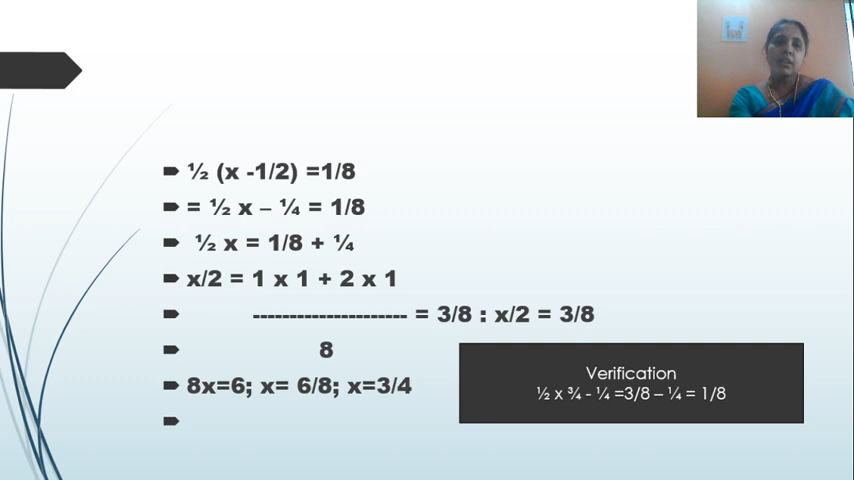 ½ (x -1/2) =1/8
= ½ x – ¼ = 1/8
½ x = 1/8 + ¼
x/2 = 1 x 1 + 2 x 1
--------------------- = 3/8 : x/2 = 3/8
8
8x=6; x= 6/8; x=3/4
Verification
½ x ¾ - ¼ =3/8 – ¼ = 1/8